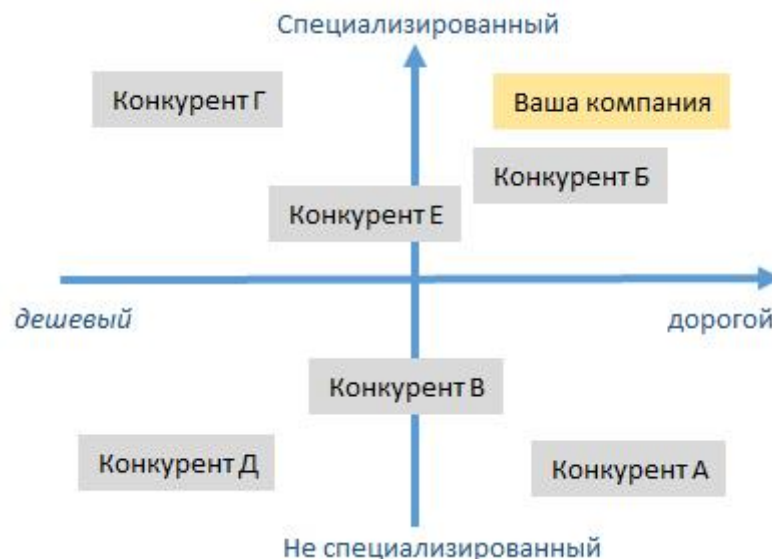 Специализированный
Конкурент Г
Ваша компания
Конкурент Б
Конкурент Е
дешевый
дорогой
Конкурент В
Конкурент Д
Конкурент А
Не специализированный